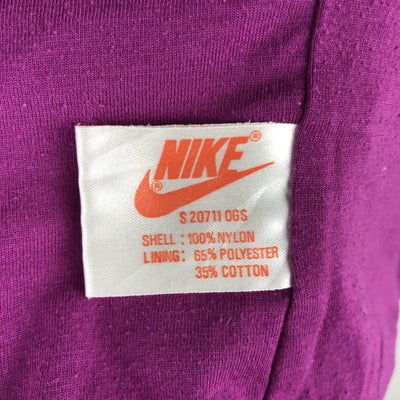 NIKE®
®
S 20711 OGS
SHELL : 100% NYLON
LINING : 65% POLYESTER
35% COTTON